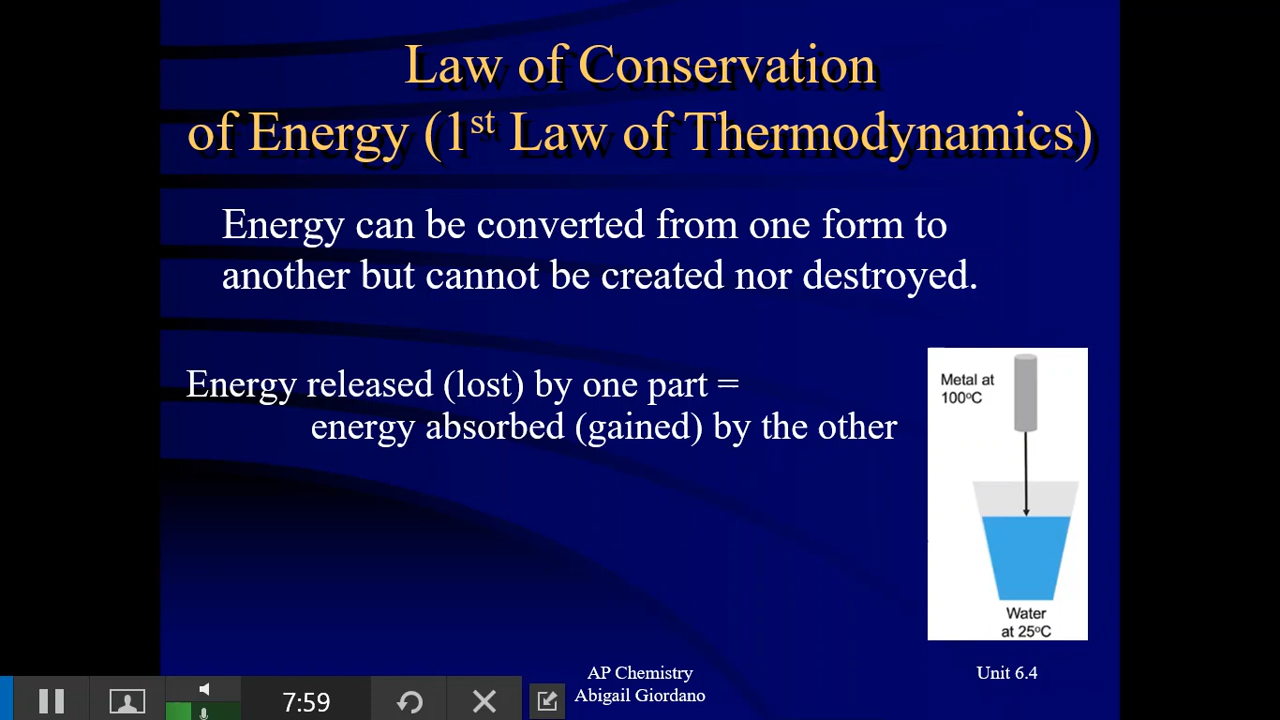 Law of Conservation
of Energy (1st Law of Thermodynamics)
Energy can be converted from one form to
another but cannot be created nor destroyed.
Energy released (lost) by one part =
energy absorbed (gained) by the other
Metal at
100ºC
Water
at 25ºC
AP Chemistry
Abigail Giordano
Unit 6.4
7:59